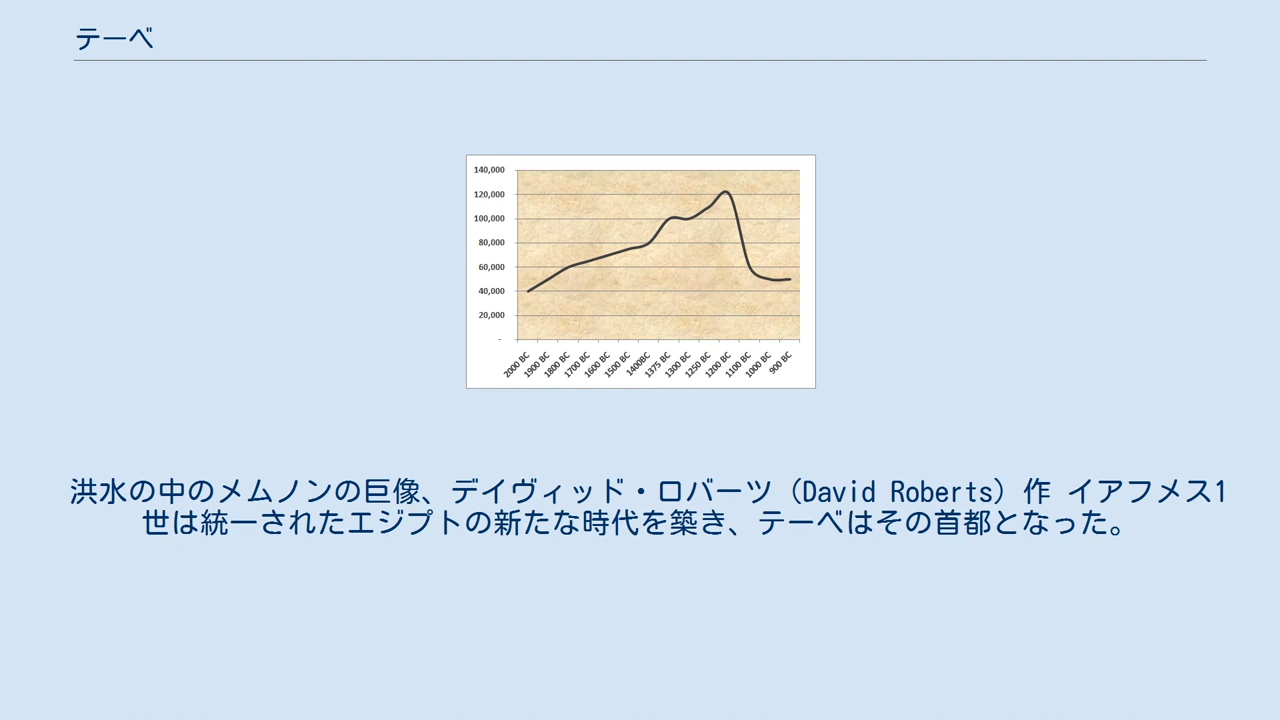 テーベ
140,000
120,000
100,000
80,000
60,000
40,000
20,000
-
2000 BC
1900 BC
1800 BC
1700 BC
1600 BC
1500 BC
1400BC
1375 BC
1300 BC
1250 BC
1200 BC
1100 BC
1000 BC
900 BC
洪水の中のメムノンの巨像、デイヴィッド・ロバーツ（David Roberts）作 イアフメス1
世は統一されたエジプトの新たな時代を築き、テーベはその首都となった。